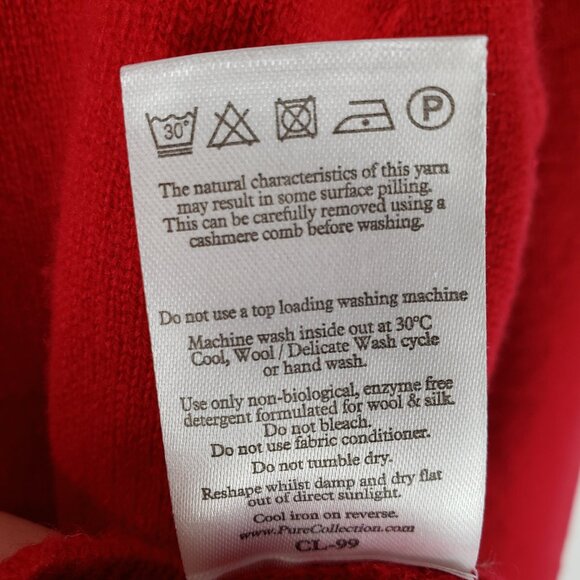 30°
P
The natural characteristics of this yarn
may result in some surface pilling.
This can be carefully removed using a
cashmere comb before washing.
Do not use a top loading washing machine
Machine wash inside out at 30°C
Cool, Wool / Delicate Wash cycle
or hand wash.
Use only non-biological, enzyme free
detergent formulated for wool & silk.
Do not bleach.
Do not use fabric conditioner.
Do not tumble dry.
Reshape whilst damp and dry flat
out of direct sunlight.
Cool iron on reverse.
www.PureCollection.com
CL-99